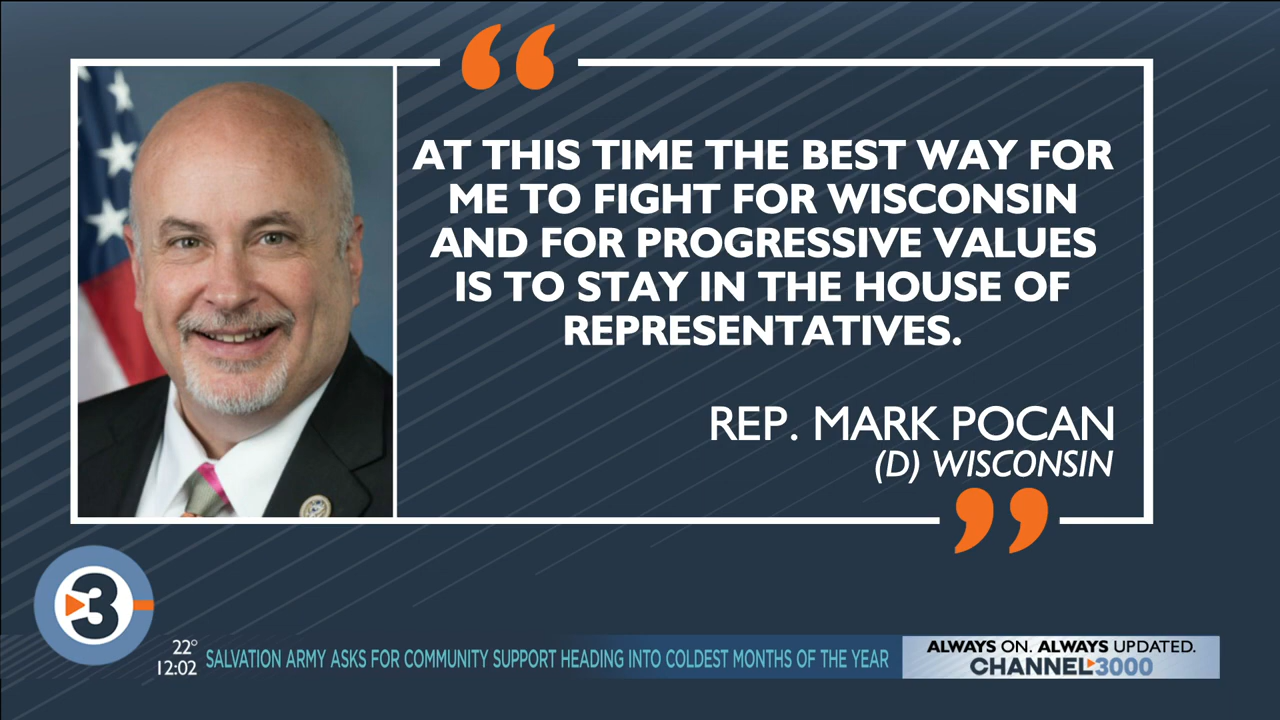 “
AT THIS TIME THE BEST WAY FOR
ME TO FIGHT FOR WISCONSIN
AND FOR PROGRESSIVE VALUES
IS TO STAY IN THE HOUSE OF
REPRESENTATIVES.
REP. MARK POCAN
(D) WISCONSIN
”
3
22°
12:02
SALVATION ARMY ASKS FOR COMMUNITY SUPPORT HEADING INTO COLDEST MONTHS OF THE YEAR
ALWAYS ON. ALWAYS UPDATED.
CHANNEL3000